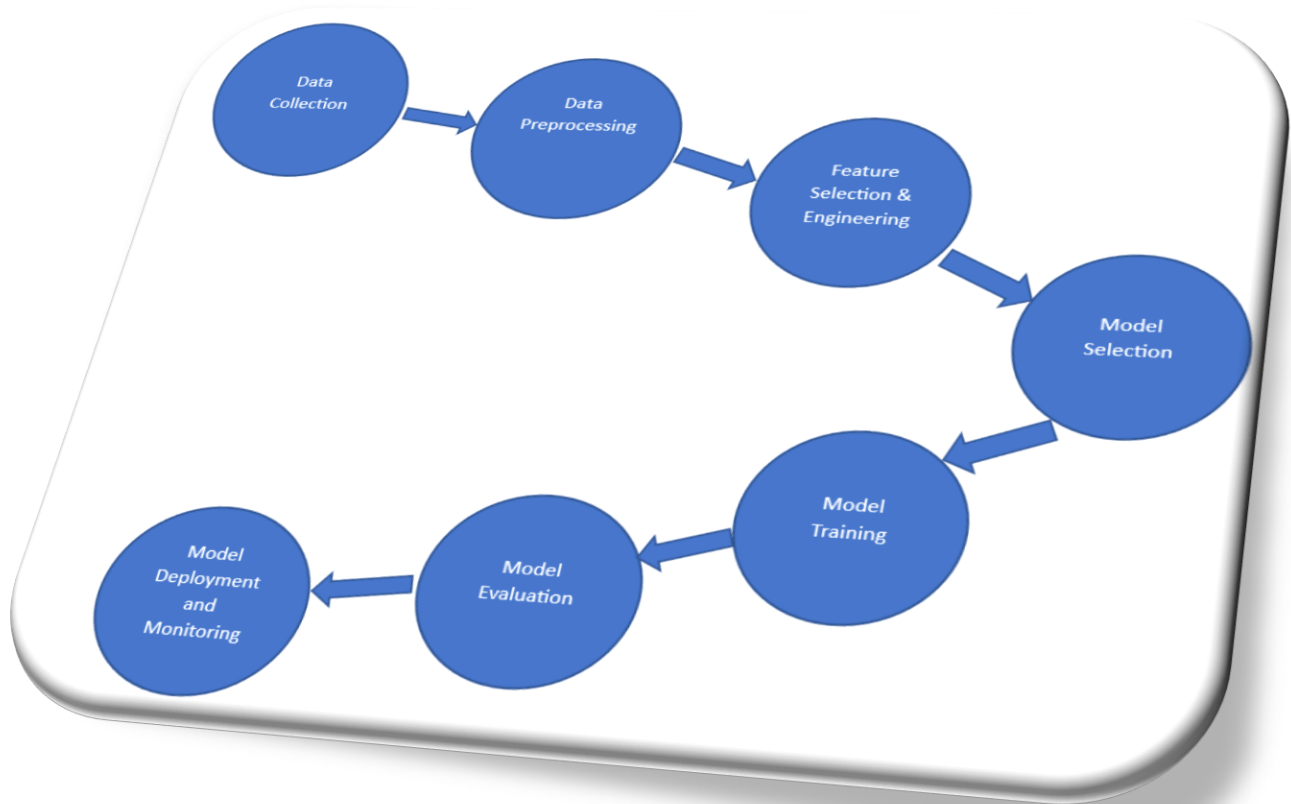 Data
Collection
Data
Preprocessing
Feature
Selection &
Engineering
Model
Selection
Model
Training
Model
Evaluation
Model
Deployment
and
Monitoring